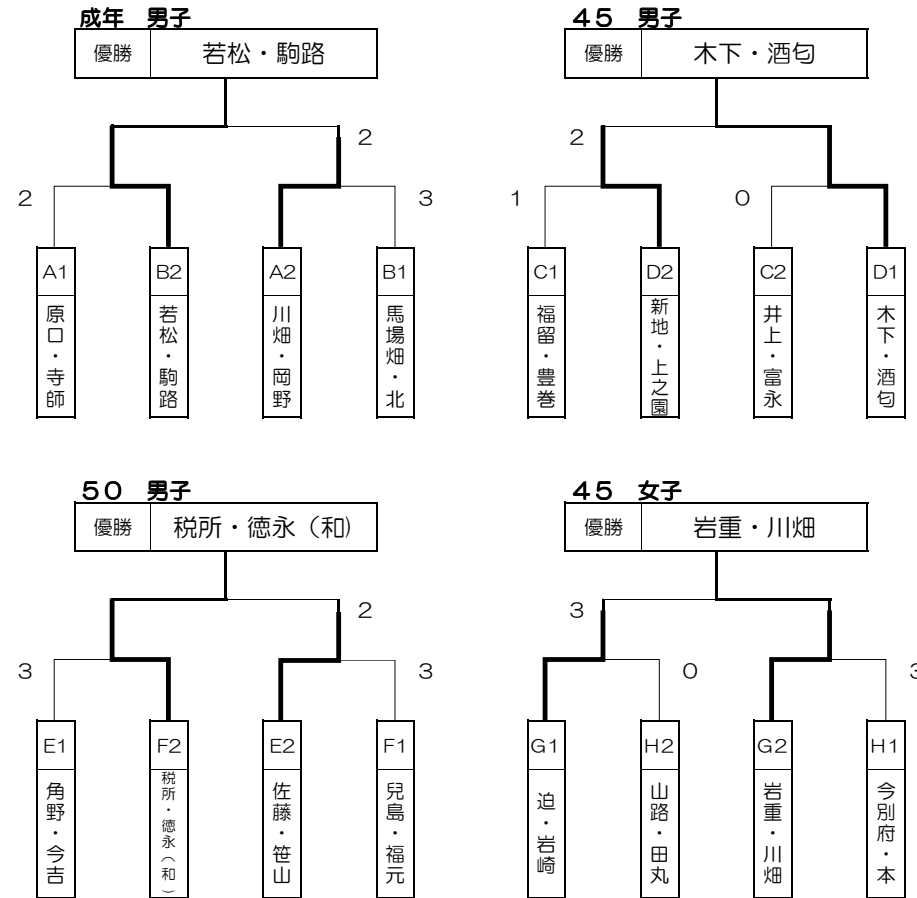 成年　男子
優勝 若松・駒路
2
2 3
A1 B2 A2 B1
原口・寺師
若松・駒路
川畑・岡野
馬場畑・北
４５　男子
優勝 木下・酒匂
2
1 0
C1 D2 C2 D1
福留・豊巻
新地・上之園
井上・富永
木下・酒匂
５０　男子
優勝 税所・徳永（和）
2
3 3
E1 F2 E2 F1
角野・今吉
税所・徳永（和）
佐藤・笹山
兒島・福元
４５　女子
優勝 岩重・川畑
3
0 3
G1 H2 G2 H1
迫・岩崎
山路・田丸
岩重・川畑
今別府・本